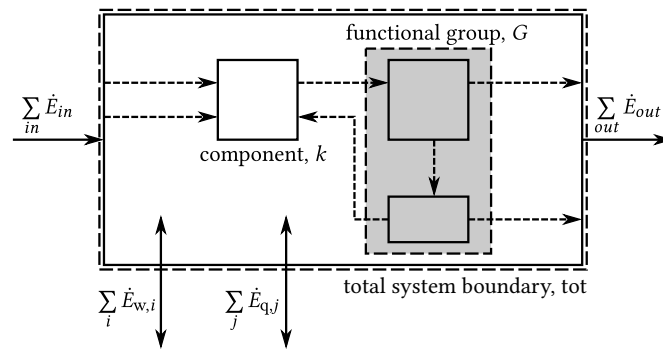 functional group, G
∑ Ė_in
in
∑ Ė_out
out
component, k
total system boundary, tot
∑ Ė_w,i
i
∑ Ė_q,j
j